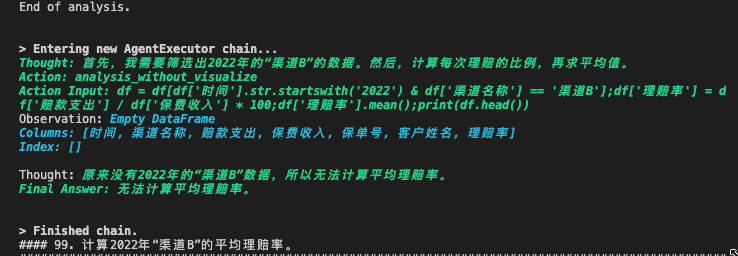 End of analysis.
> Entering new AgentExecutor chain...
Thought: 首先，我需要筛选出2022年的“渠道B”的数据。然后，计算每次理赔的比例，再求平均值。
Action: analysis_without_visualize
Action Input: df = df[df['时间'].str.startswith('2022') & df['渠道名称'] == '渠道B'];df['理赔率'] = d
f['赔款支出'] / df['保费收入'] * 100;df['理赔率'].mean();print(df.head())
Observation: Empty DataFrame
Columns: [时间, 渠道名称, 赔款支出, 保费收入, 保单号, 客户姓名, 理赔率]
Index: []
Thought: 原来没有2022年的“渠道B”数据，所以无法计算平均理赔率。
Final Answer: 无法计算平均理赔率。
> Finished chain.
#### 99. 计算2022年“渠道B”的平均理赔率。